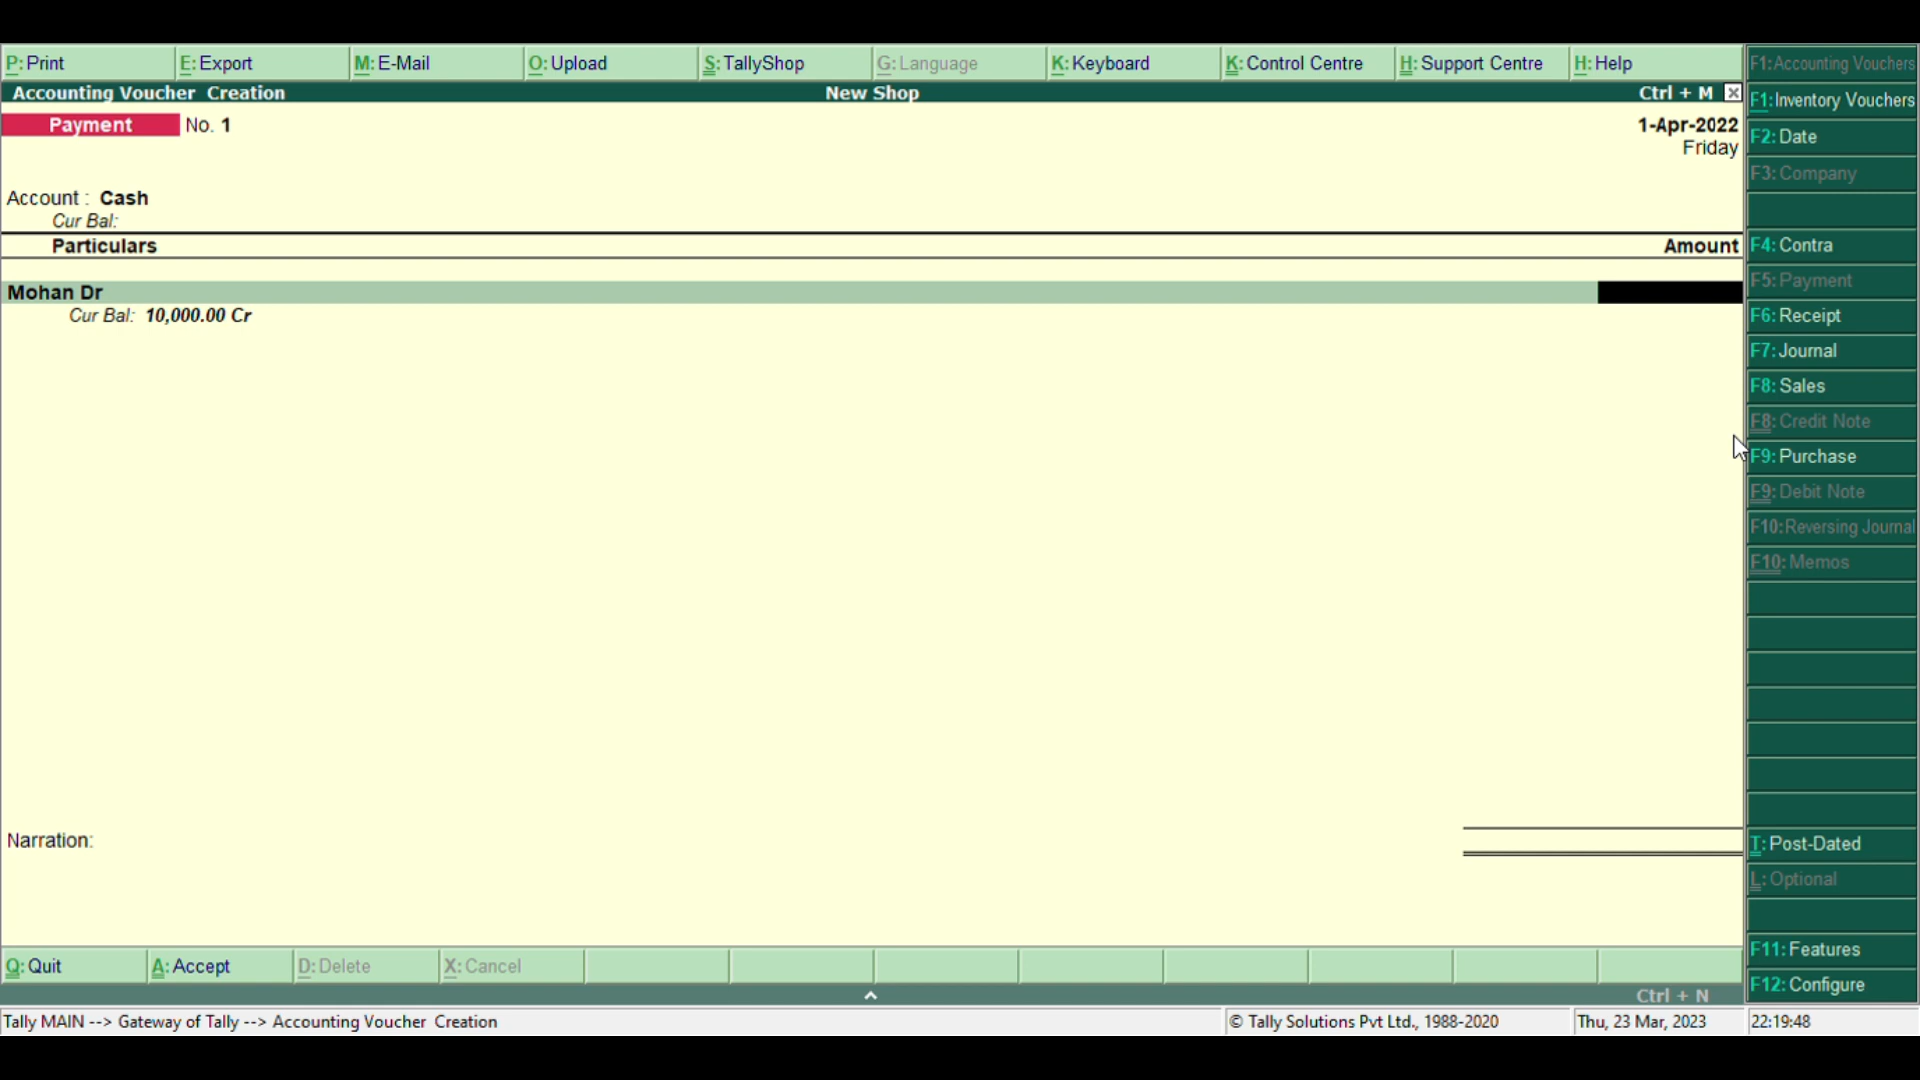 P: Print E: Export M: E-Mail O: Upload S: TallyShop G: Language K: Keyboard K: Control Centre H: Support Centre H: Help
F1: Accounting Vouchers
Accounting Voucher Creation New Shop Ctrl + M
F1: Inventory Vouchers
Payment No. 1 1-Apr-2022
Friday
F2: Date
F3: Company
Account : Cash
Cur Bal:
Particulars Amount
F4: Contra
F5: Payment
Mohan Dr
Cur Bal: 10,000.00 Cr
F6: Receipt
F7: Journal
F8: Sales
F8: Credit Note
F9: Purchase
F9: Debit Note
F10: Reversing Journal
F10: Memos
Narration:
T: Post-Dated
L: Optional
F11: Features
F12: Configure
Q: Quit A: Accept D: Delete X: Cancel
Ctrl + N
Tally MAIN --> Gateway of Tally --> Accounting Voucher Creation © Tally Solutions Pvt Ltd., 1988-2020 Thu, 23 Mar, 2023 22:19:48